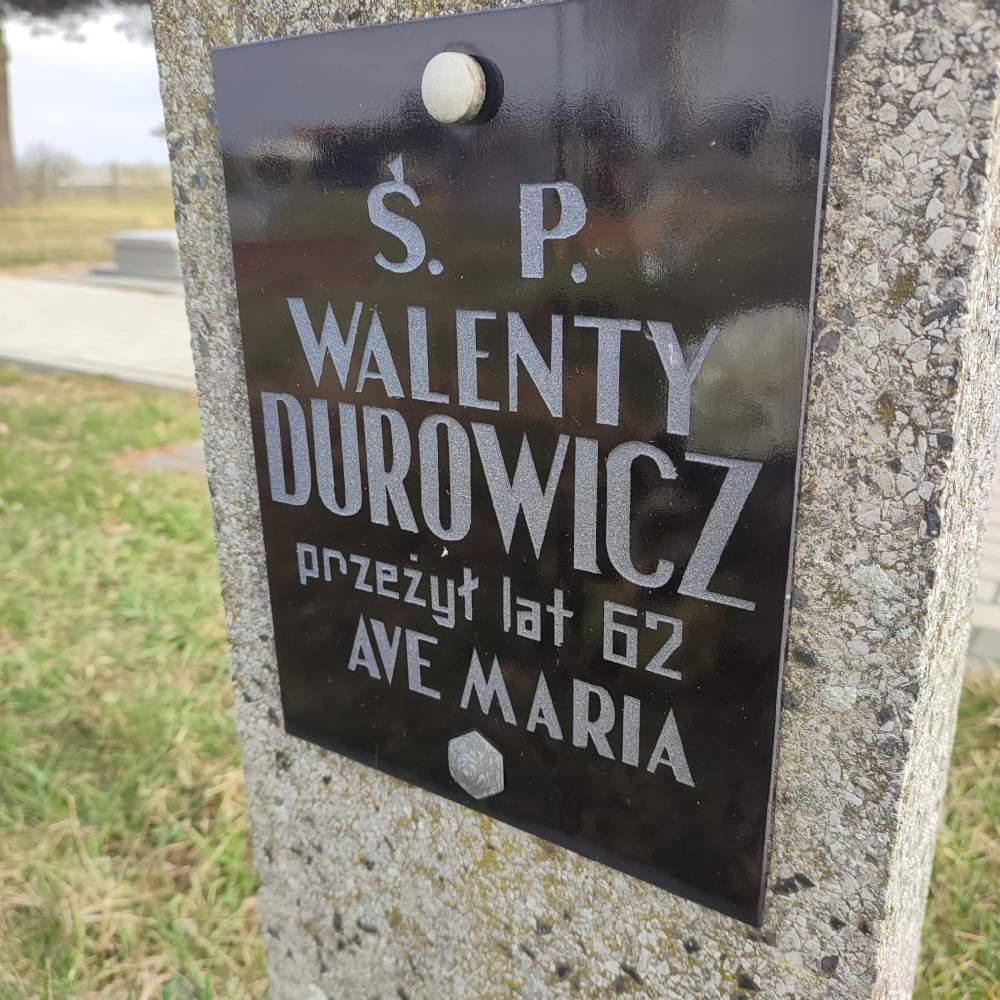 Ś. P.
WALENTY
DUROWICZ
przeżył lat 62
AVE MARIA